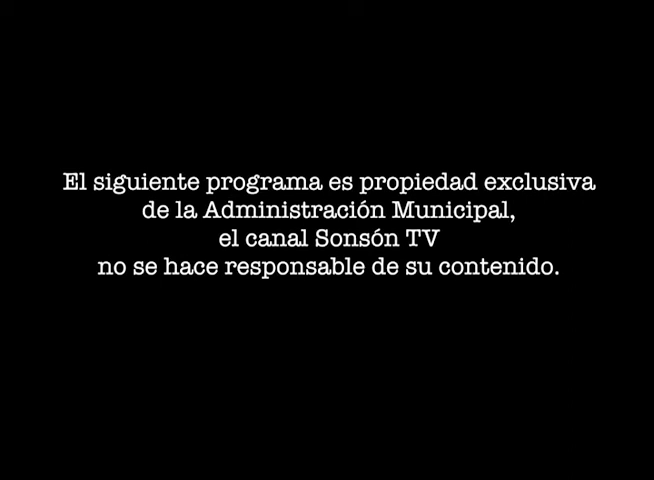 El siguiente programa es propiedad exclusiva
de la Administración Municipal,
el canal Sonsón TV
no se hace responsable de su contenido.